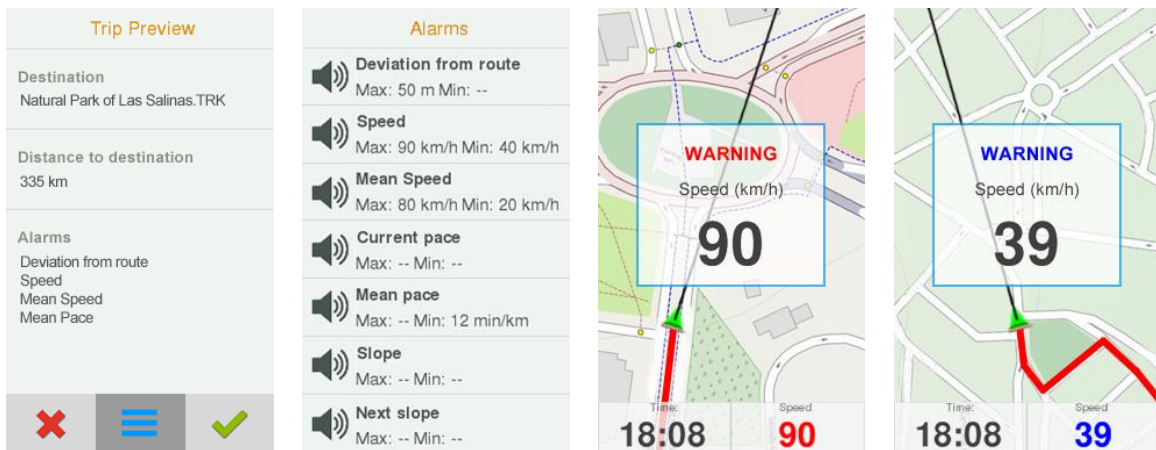 Trip Preview
Destination
Natural Park of Las Salinas.TRK
Distance to destination
335 km
Alarms
Deviation from route
Speed
Mean Speed
Mean Pace
Alarms
Deviation from route
Max: 50 m Min: --
Speed
Max: 90 km/h Min: 40 km/h
Mean Speed
Max: 80 km/h Min: 20 km/h
Current pace
Max: -- Min: --
Mean pace
Max: -- Min: 12 min/km
Slope
Max: -- Min: --
Next slope
Max: -- Min: --
WARNING
Speed (km/h)
90
Time:
18:08
Speed
90
WARNING
Speed (km/h)
39
Time:
18:08
Speed
39